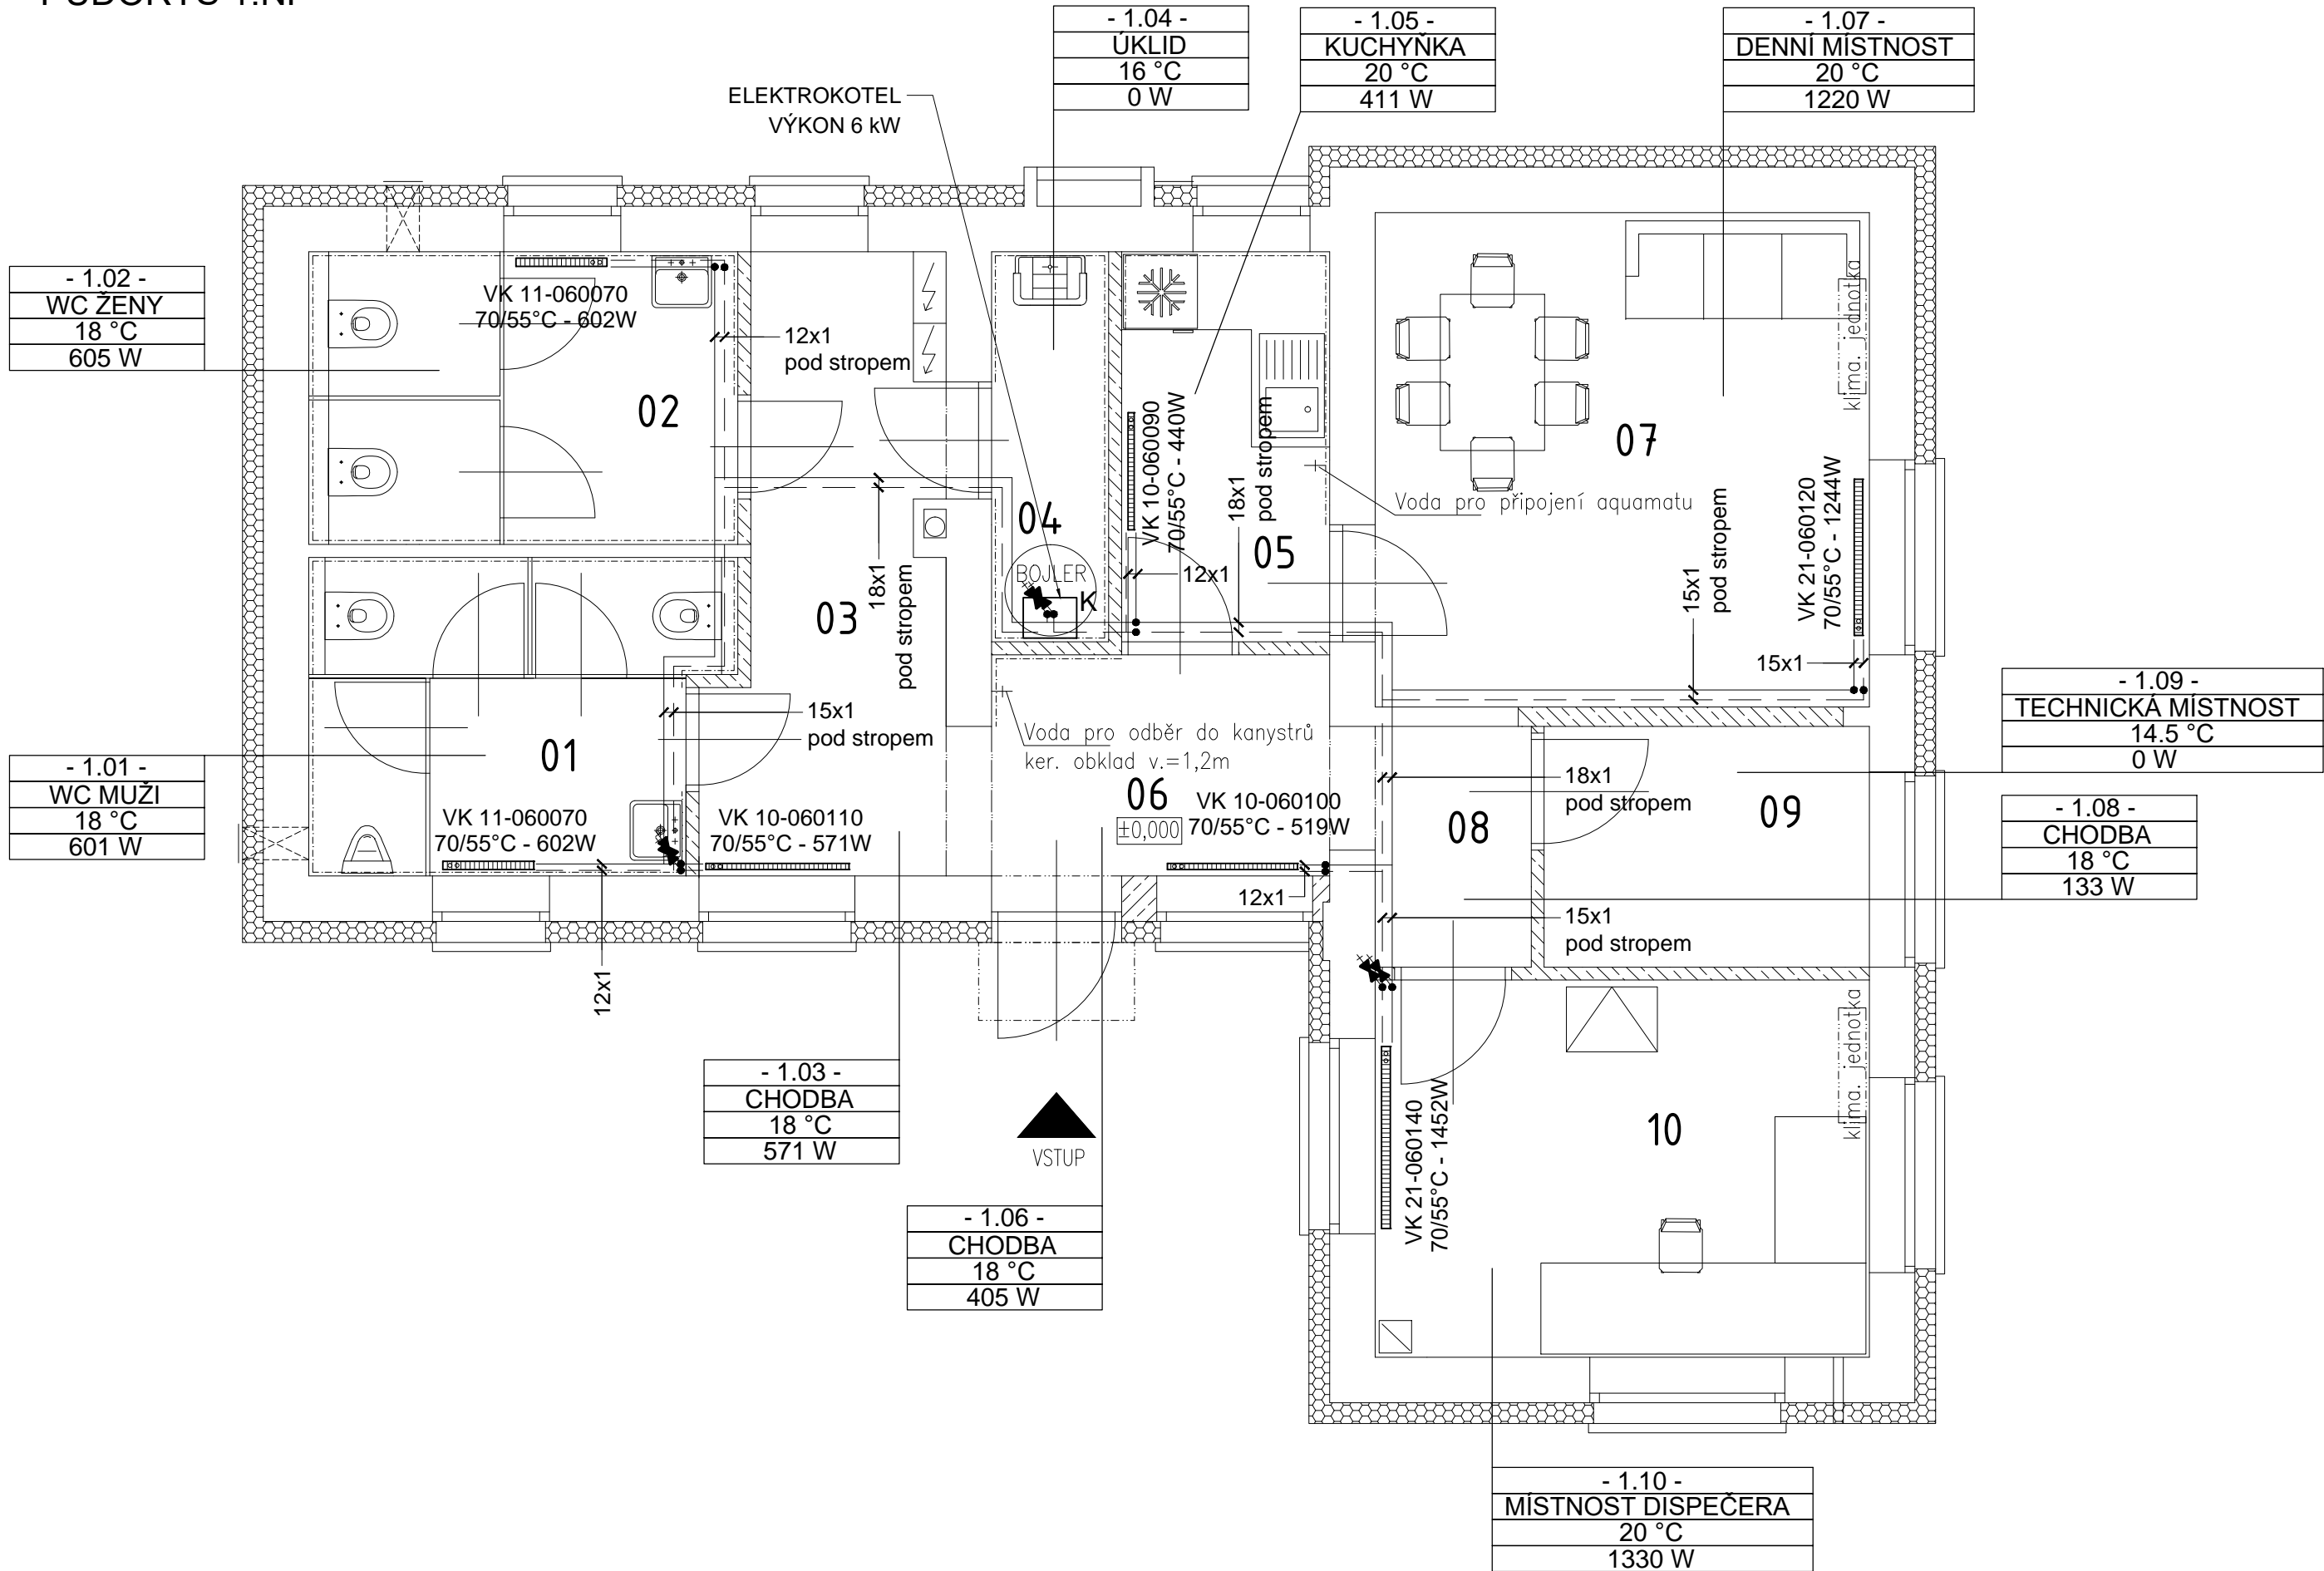 - 1.04 -
ÚKLID
16 °C
0 W
- 1.05 -
KUCHYŇKA
20 °C
411 W
- 1.07 -
DENNÍ MÍSTNOST
20 °C
1220 W
ELEKTROKOTEL
VÝKON 6 kW
- 1.02 -
WC ŽENY
18 °C
605 W
VK 11-060070
70/55°C - 602W
12x1
pod stropem
02
klima. jednotka
VK 10-060090
70/55°C - 440W
18x1
pod stropem
07
Voda pro připojení aquamatu
VK 21-060120
70/55°C - 1244W
15x1
pod stropem
15x1
04
05
BOJLER
K
12x1
03
18x1
pod stropem
- 1.09 -
TECHNICKÁ MÍSTNOST
14.5 °C
0 W
15x1
pod stropem
Voda pro odběr do kanystrů
ker. obklad v.=1,2m
01
- 1.01 -
WC MUŽI
18 °C
601 W
VK 11-060070
70/55°C - 602W
VK 10-060110
70/55°C - 571W
06
±0,000
VK 10-060100
70/55°C - 519W
18x1
pod stropem
08
09
- 1.08 -
CHODBA
18 °C
133 W
12x1
12x1
15x1
pod stropem
klima. jednotka
- 1.03 -
CHODBA
18 °C
571 W
VSTUP
VK 21-060140
70/55°C - 1452W
10
- 1.06 -
CHODBA
18 °C
405 W
- 1.10 -
MÍSTNOST DISPEČERA
20 °C
1330 W